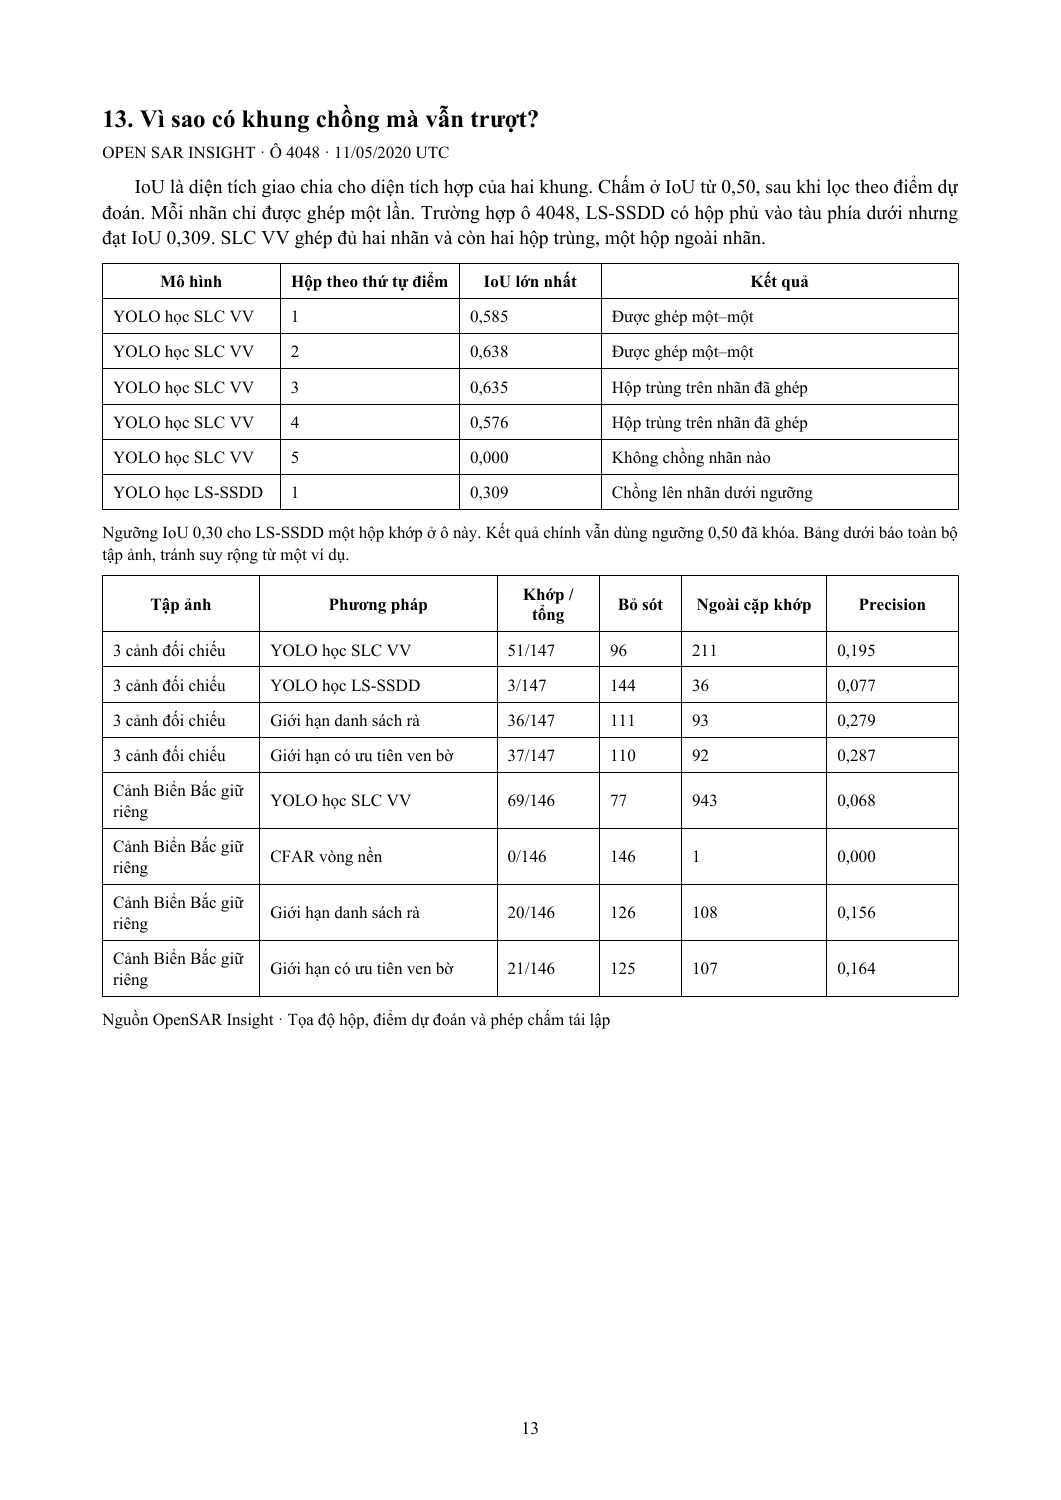 13. Vì sao có khung chồng mà vẫn trượt?
OPEN SAR INSIGHT · Ô 4048 · 11/05/2020 UTC
IoU là diện tích giao chia cho diện tích hợp của hai khung. Chấm ở IoU từ 0,50, sau khi lọc theo điểm dự
đoán. Mỗi nhãn chỉ được ghép một lần. Trường hợp ô 4048, LS-SSDD có hộp phủ vào tàu phía dưới nhưng
đạt IoU 0,309. SLC VV ghép đủ hai nhãn và còn hai hộp trùng, một hộp ngoài nhãn.
Mô hình Hộp theo thứ tự điểm IoU lớn nhất Kết quả
YOLO học SLC VV 1 0,585 Được ghép một–một
YOLO học SLC VV 2 0,638 Được ghép một–một
YOLO học SLC VV 3 0,635 Hộp trùng trên nhãn đã ghép
YOLO học SLC VV 4 0,576 Hộp trùng trên nhãn đã ghép
YOLO học SLC VV 5 0,000 Không chồng nhãn nào
YOLO học LS-SSDD 1 0,309 Chồng lên nhãn dưới ngưỡng
Ngưỡng IoU 0,30 cho LS-SSDD một hộp khớp ở ô này. Kết quả chính vẫn dùng ngưỡng 0,50 đã khóa. Bảng dưới báo toàn bộ
tập ảnh, tránh suy rộng từ một ví dụ.
Tập ảnh Phương pháp Khớp /
tổng Bỏ sót Ngoài cặp khớp Precision
3 cảnh đối chiếu YOLO học SLC VV 51/147 96 211 0,195
3 cảnh đối chiếu YOLO học LS-SSDD 3/147 144 36 0,077
3 cảnh đối chiếu Giới hạn danh sách rà 36/147 111 93 0,279
3 cảnh đối chiếu Giới hạn có ưu tiên ven bờ 37/147 110 92 0,287
Cảnh Biển Bắc giữ
riêng YOLO học SLC VV 69/146 77 943 0,068
Cảnh Biển Bắc giữ
riêng CFAR vòng nền 0/146 146 1 0,000
Cảnh Biển Bắc giữ
riêng Giới hạn danh sách rà 20/146 126 108 0,156
Cảnh Biển Bắc giữ
riêng Giới hạn có ưu tiên ven bờ 21/146 125 107 0,164
Nguồn OpenSAR Insight · Tọa độ hộp, điểm dự đoán và phép chấm tái lập
13